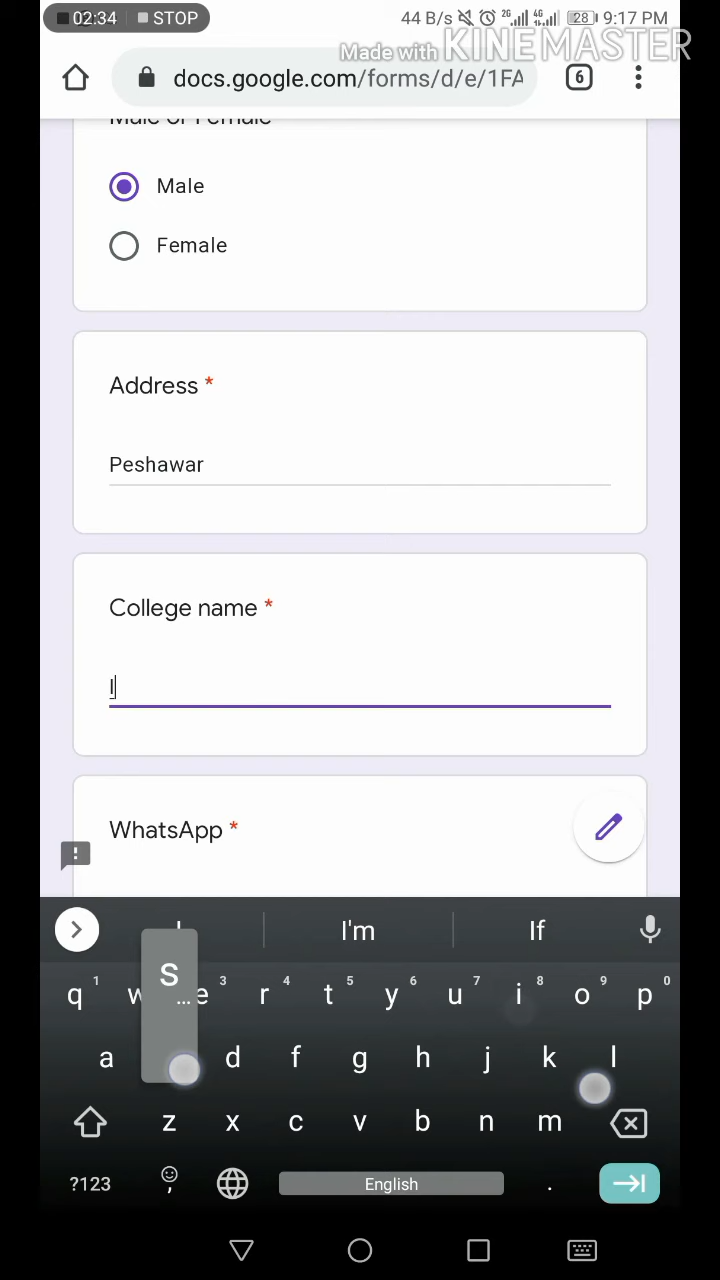 02:34 STOP 44 B/s 2G 4G 28 9:17 PM
Made with KINEMASTER
docs.google.com/forms/d/e/1FA 6
Male or Female
Male
Female
Address *
Peshawar
College name *
I
WhatsApp *
I I'm If
q 1 w e 3 r 4 t 5 y 6 u 7 i 8 o 9 p 0
S ...
a d f g h j k l
z x c v b n m
?123 , English .